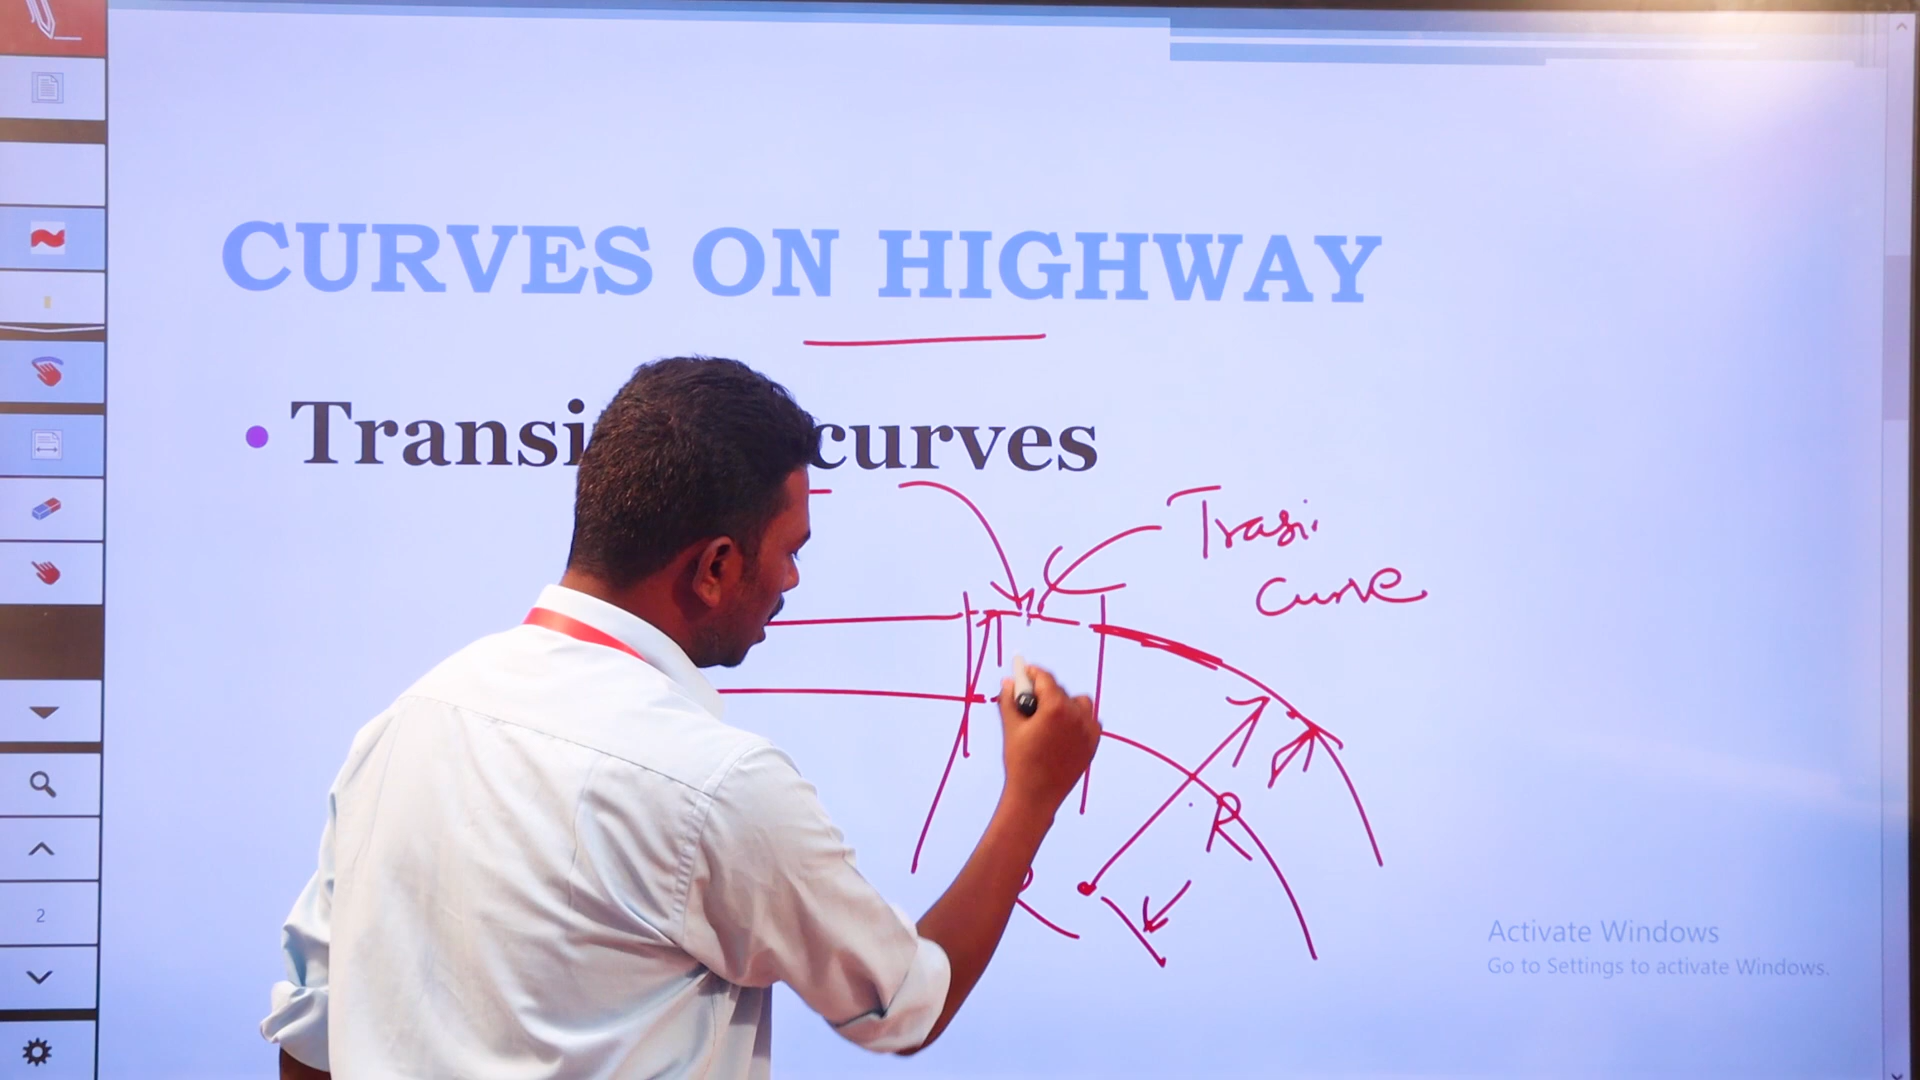 CURVES ON HIGHWAY
• Transi curves
Trasi.
Curve
R
R
2
Activate Windows
Go to Settings to activate Windows.